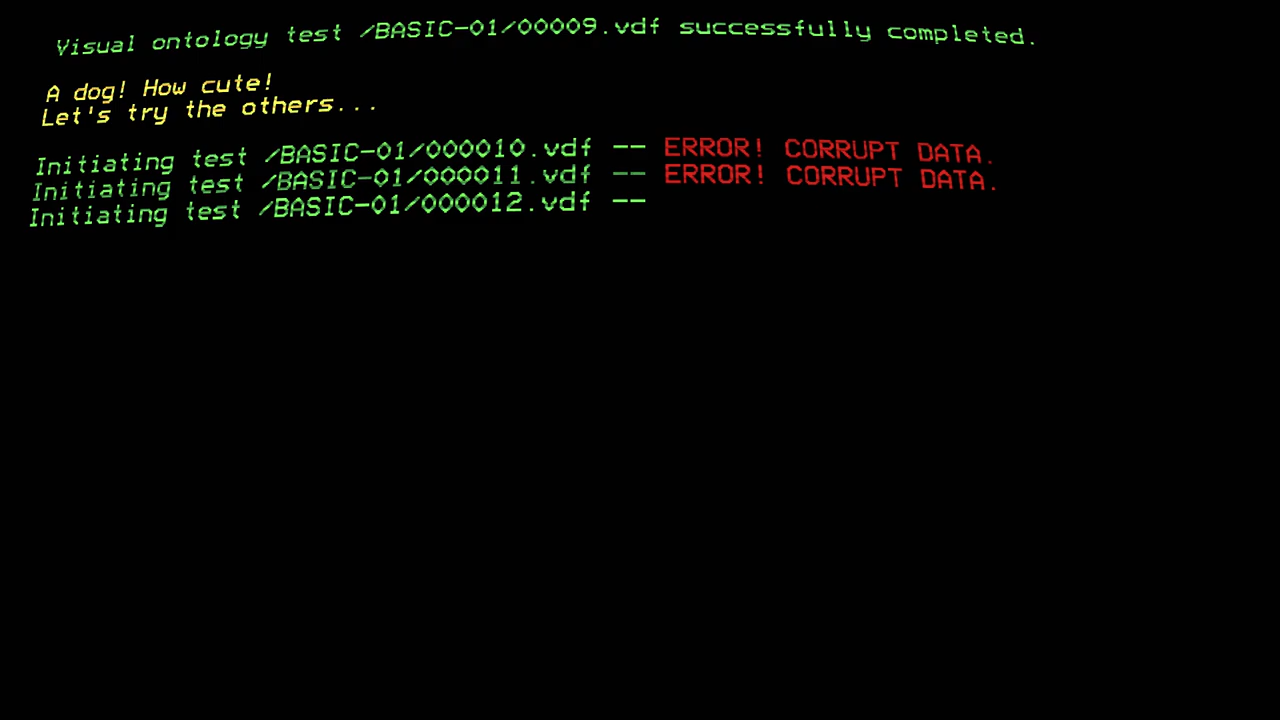 Visual ontology test /BASIC-01/00009.vdf successfully completed.
A dog! How cute!
Let's try the others...
Initiating test /BASIC-01/000010.vdf -- ERROR! CORRUPT DATA.
Initiating test /BASIC-01/000011.vdf -- ERROR! CORRUPT DATA.
Initiating test /BASIC-01/000012.vdf --